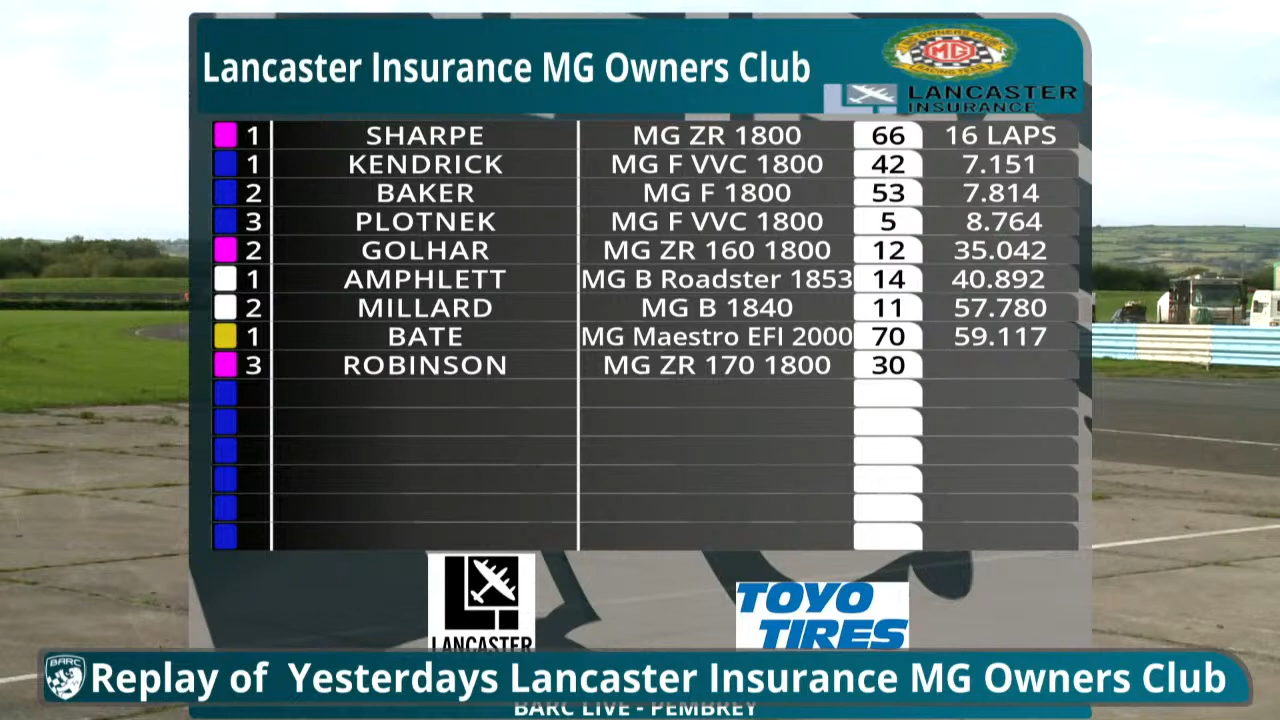 Lancaster Insurance MG Owners Club
MG
LANCASTER
INSURANCE
1 SHARPE MG ZR 1800 66 16 LAPS
1 KENDRICK MG F VVC 1800 42 7.151
2 BAKER MG F 1800 53 7.814
3 PLOTNEK MG F VVC 1800 5 8.764
2 GOLHAR MG ZR 160 1800 12 35.042
1 AMPHLETT MG B Roadster 1853 14 40.892
2 MILLARD MG B 1840 11 57.780
1 BATE MG Maestro EFI 2000 70 59.117
3 ROBINSON MG ZR 170 1800 30
LANCASTER
TOYO
TIRES
BARC
Replay of Yesterdays Lancaster Insurance MG Owners Club
BARC LIVE - PEMBREY